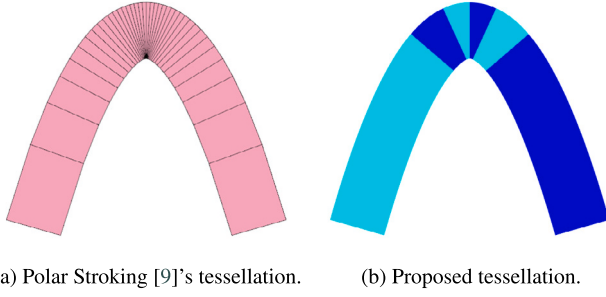 a) Polar Stroking [9]'s tessellation.
(b) Proposed tessellation.